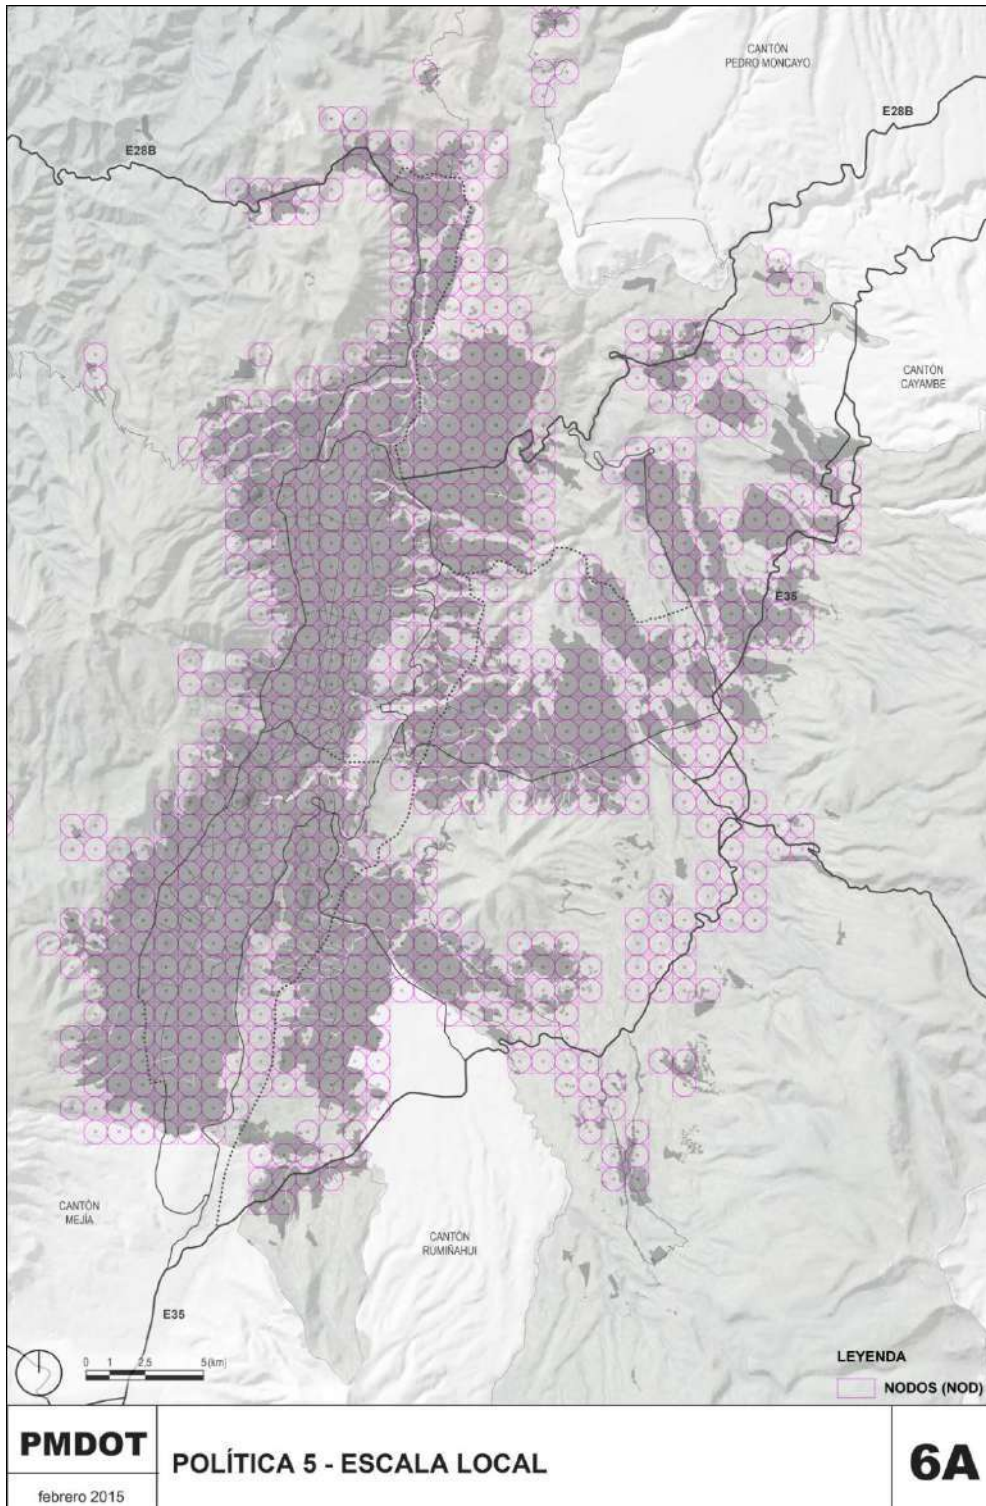 CANTÓN
PEDRO MONCAYO
E28B
E28B
CANTÓN
CAYAMBE
E35
CANTÓN
MEJÍA
CANTÓN
RUMIÑAHUI
E35
0 1 2,5 5 (km)
LEYENDA
NODOS (NOD)
PMDOT
febrero 2015
POLÍTICA 5 - ESCALA LOCAL
6A